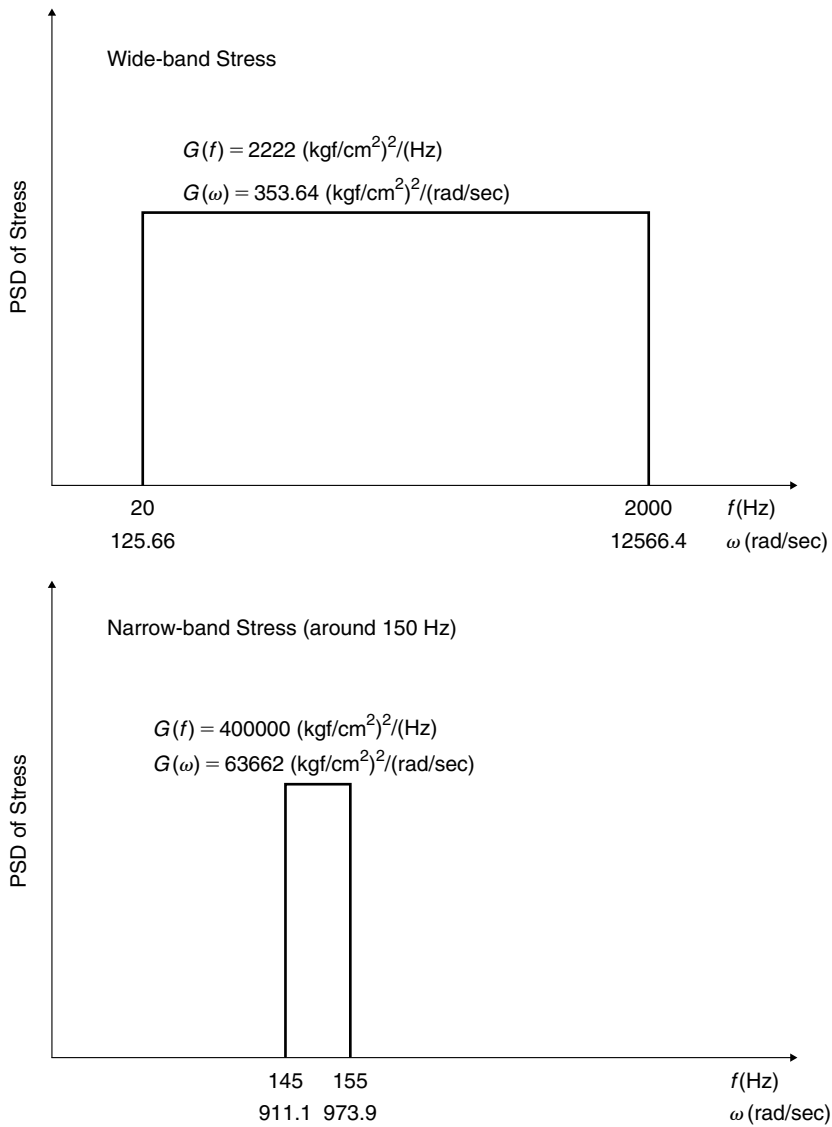 Wide-band Stress
G(f) = 2222 (kgf/cm²)²/(Hz)
G(ω) = 353.64 (kgf/cm²)²/(rad/sec)
PSD of Stress
20 2000 f(Hz)
125.66 12566.4 ω(rad/sec)
Narrow-band Stress (around 150 Hz)
G(f) = 400000 (kgf/cm²)²/(Hz)
G(ω) = 63662 (kgf/cm²)²/(rad/sec)
PSD of Stress
145 155 f(Hz)
911.1 973.9 ω(rad/sec)